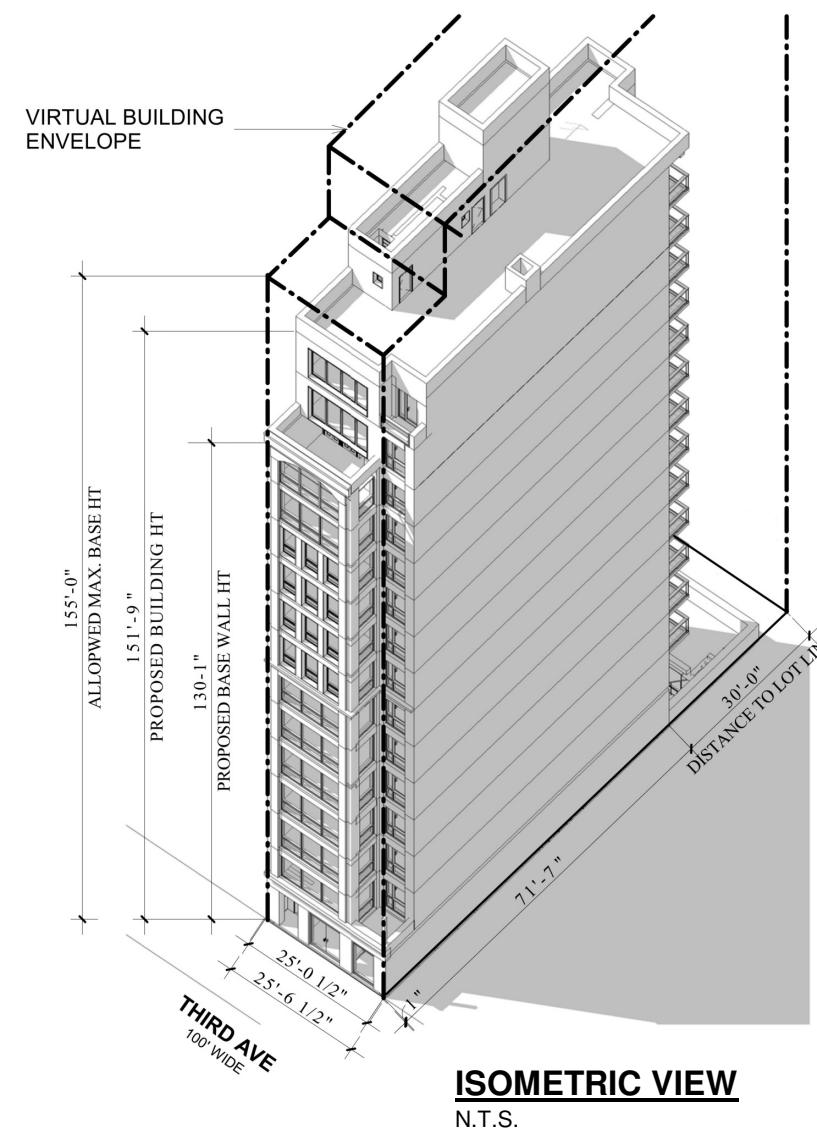 VIRTUAL BUILDING
ENVELOPE
155'-0"
ALLOPWED MAX. BASE HT
151'-9"
PROPOSED BUILDING HT
130-1"
PROPOSED BASE WALL HT
30'-0"
DISTANCE TO LOT LIN
71'-7"
25'-0 1/2"
25'-6 1/2"
1"
THIRD AVE
100' WIDE
ISOMETRIC VIEW
N.T.S.